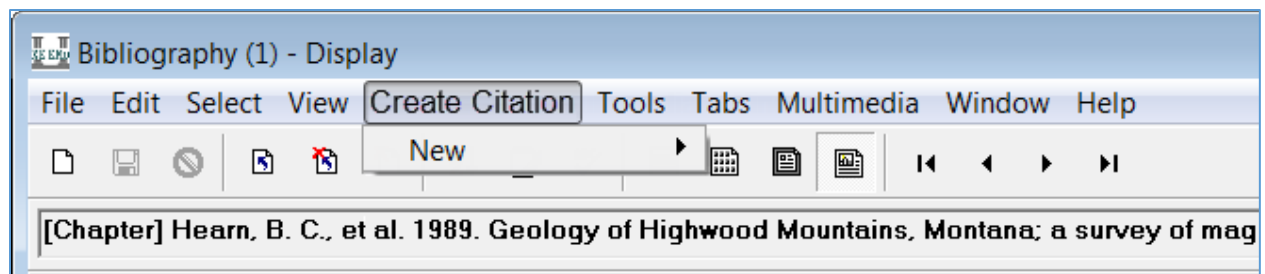 Bibliography (1) - Display
File Edit Select View Create Citation Tools Tabs Multimedia Window Help
New
[Chapter] Hearn, B. C., et al. 1989. Geology of Highwood Mountains, Montana; a survey of mag